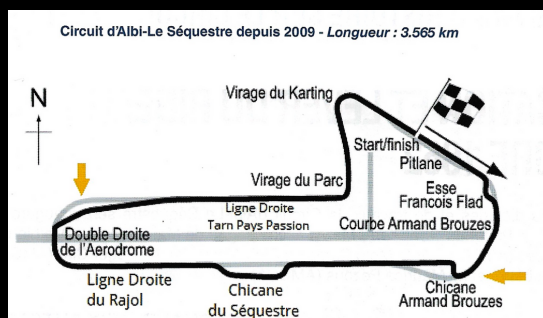 Circuit d'Albi-Le Séquestre depuis 2009 - Longueur : 3.565 km
N
Virage du Karting
Start/finish
Pitlane
Virage du Parc
Esse
Francois Flad
Ligne Droite
Tarn Pays Passion
Courbe Armand Brouzes
Double Droite
de l'Aerodrome
Ligne Droite
du Rajol
Chicane
du Séquestre
Chicane
Armand Brouzes